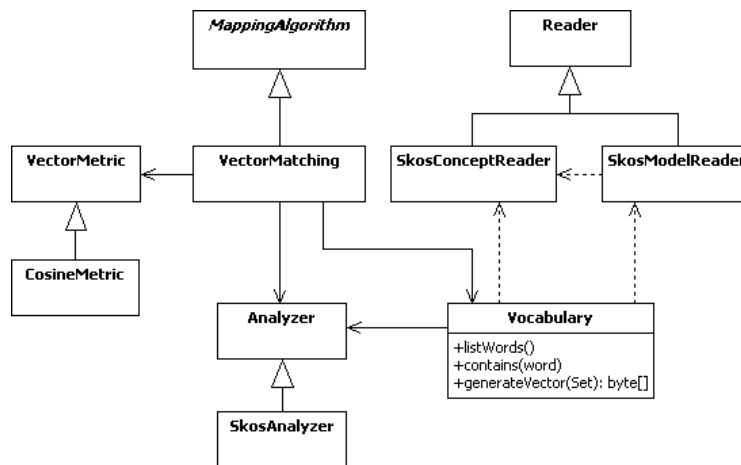 MappingAlgorithm
Reader
VectorMetric
VectorMatching
SkosConceptReader
SkosModelReader
CosineMetric
Analyzer
Vocabulary
+listWords()
+contains(word)
+generateVector(Set): byte[]
SkosAnalyzer